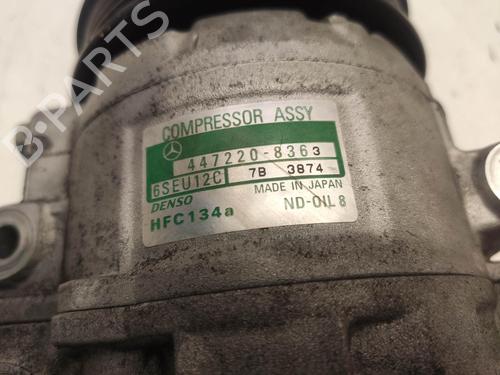 COMPRESSOR ASSY
447220-8363
6SEU12C 7B 3874
DENSO MADE IN JAPAN
HFC134a ND-OIL 8
B-PARTS